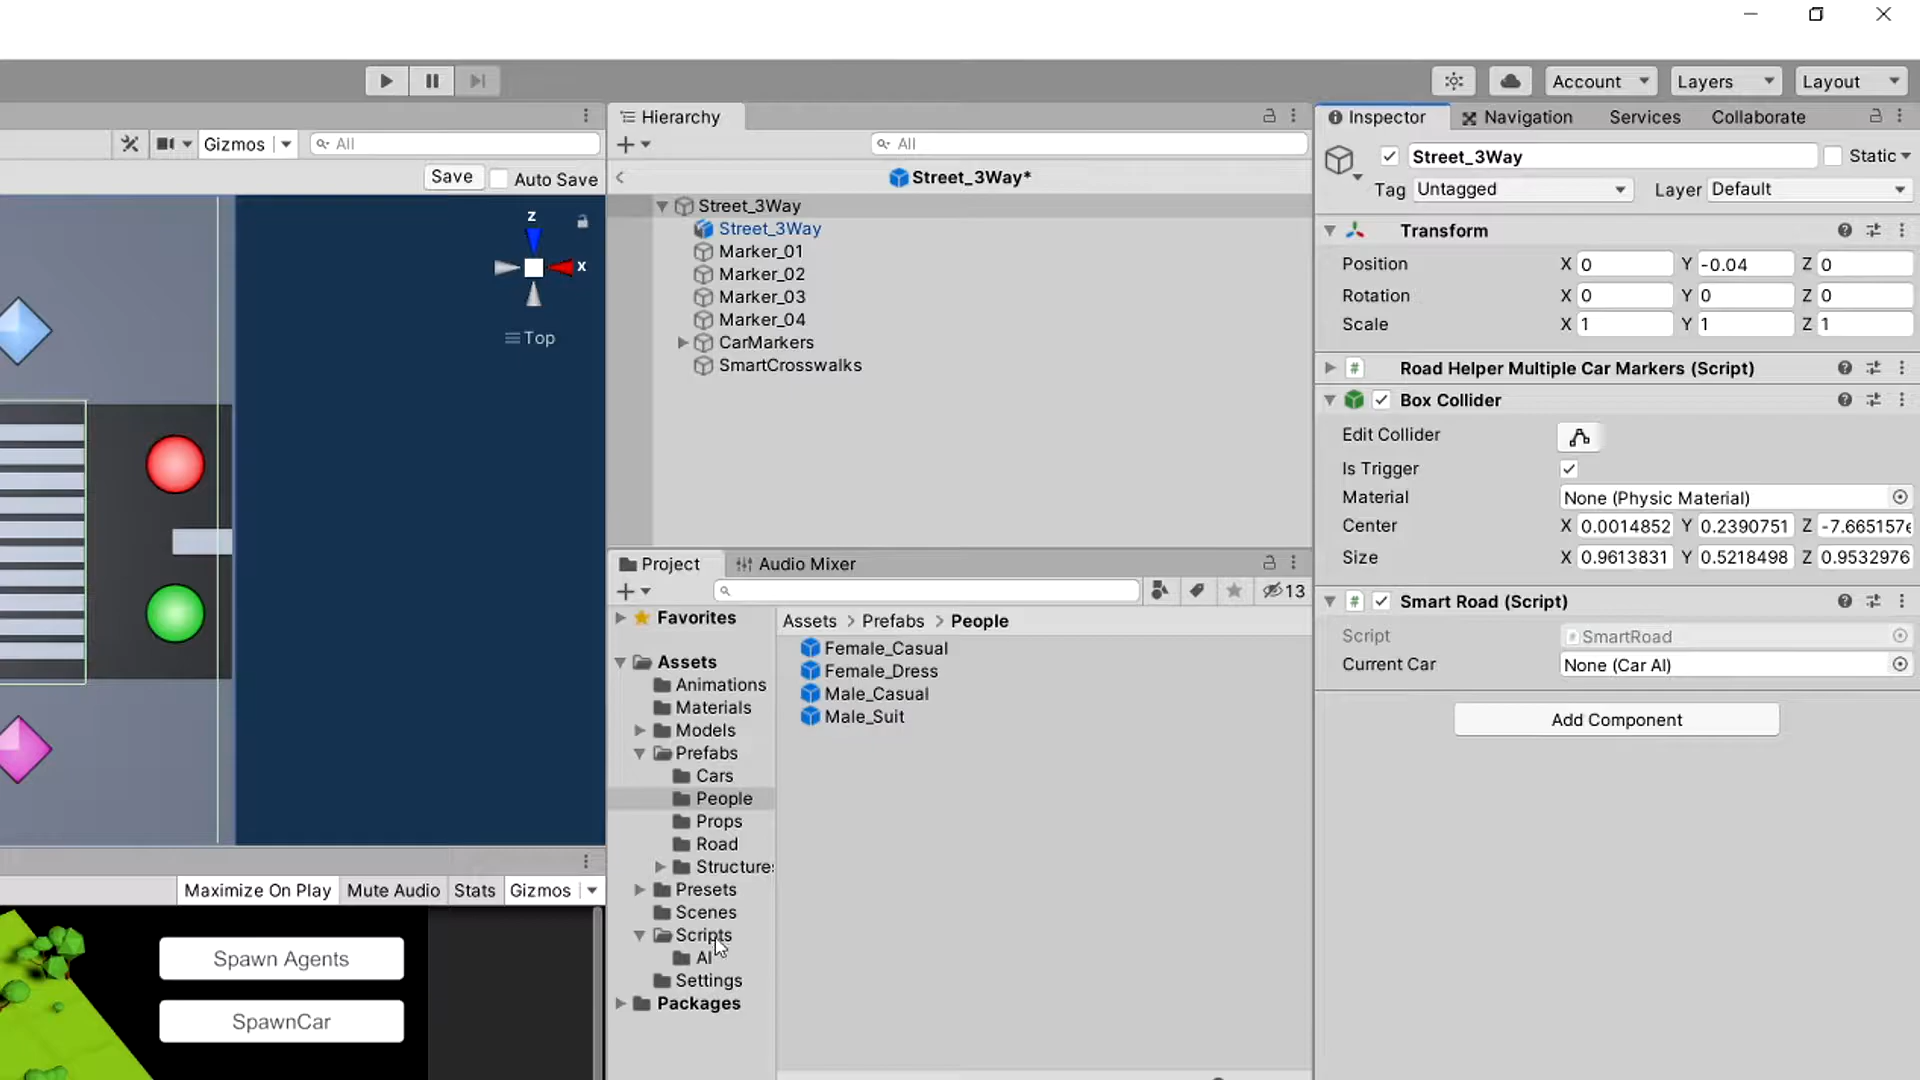 Account
Layers
Layout
Gizmos
All
Save
Auto Save
z
x
Top
Hierarchy
All
Street_3Way*
Street_3Way
Street_3Way
Marker_01
Marker_02
Marker_03
Marker_04
CarMarkers
SmartCrosswalks
Project
Audio Mixer
13
Favorites
Assets
Animations
Materials
Models
Prefabs
Cars
People
Props
Road
Structure
Presets
Scenes
Scripts
AI
Settings
Packages
Assets > Prefabs > People
Female_Casual
Female_Dress
Male_Casual
Male_Suit
Maximize On Play Mute Audio Stats Gizmos
Spawn Agents
SpawnCar
Inspector Navigation Services Collaborate
Street_3Way Static
Tag Untagged Layer Default
Transform
Position X 0 Y -0.04 Z 0
Rotation X 0 Y 0 Z 0
Scale X 1 Y 1 Z 1
# Road Helper Multiple Car Markers (Script)
Box Collider
Edit Collider
Is Trigger
Material None (Physic Material)
Center X 0.0014852 Y 0.2390751 Z -7.665157e
Size X 0.9613831 Y 0.5218498 Z 0.9532976
# Smart Road (Script)
Script # SmartRoad
Current Car None (Car AI)
Add Component